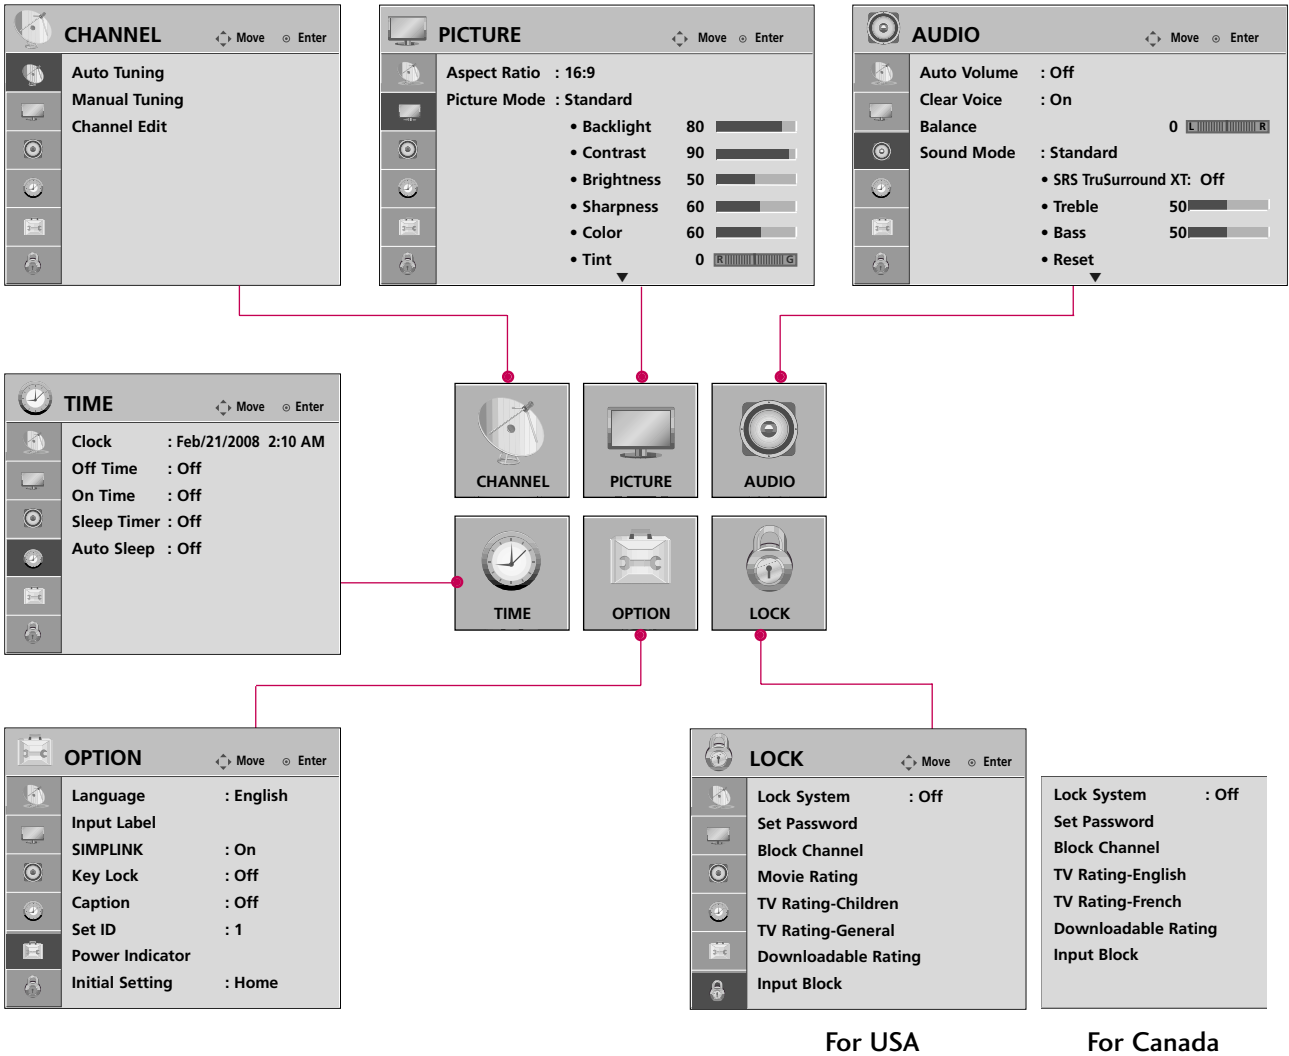 CHANNEL
Move Enter
Auto Tuning
Manual Tuning
Channel Edit
PICTURE
Move Enter
Aspect Ratio : 16:9
Picture Mode : Standard
• Backlight 80
• Contrast 90
• Brightness 50
• Sharpness 60
• Color 60
• Tint 0 R G
AUDIO
Move Enter
Auto Volume : Off
Clear Voice : On
Balance 0 L R
Sound Mode : Standard
• SRS TruSurround XT: Off
• Treble 50
• Bass 50
• Reset
TIME
Move Enter
Clock : Feb/21/2008 2:10 AM
Off Time : Off
On Time : Off
Sleep Timer : Off
Auto Sleep : Off
CHANNEL
PICTURE
AUDIO
TIME
OPTION
LOCK
OPTION
Move Enter
Language : English
Input Label
SIMPLINK : On
Key Lock : Off
Caption : Off
Set ID : 1
Power Indicator
Initial Setting : Home
LOCK
Move Enter
Lock System : Off
Set Password
Block Channel
Movie Rating
TV Rating-Children
TV Rating-General
Downloadable Rating
Input Block
For USA
Lock System : Off
Set Password
Block Channel
TV Rating-English
TV Rating-French
Downloadable Rating
Input Block
For Canada